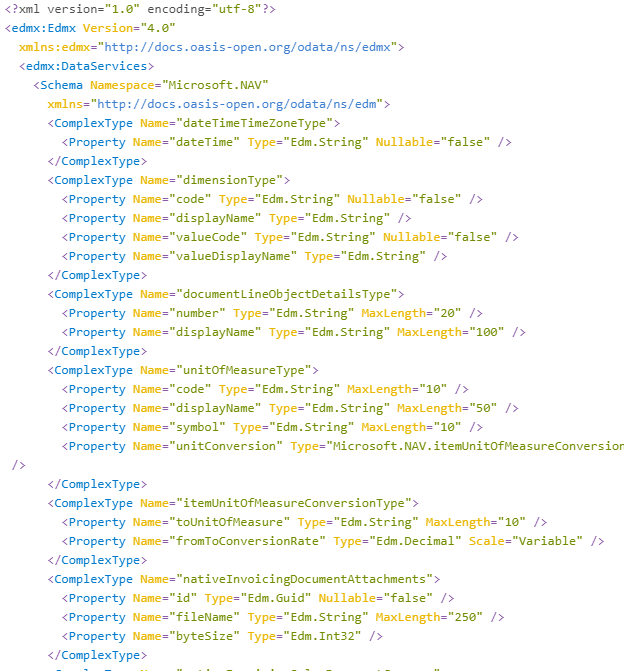 <?xml version="1.0" encoding="utf-8"?>
<edmx:Edmx Version="4.0"
xmlns:edmx="http://docs.oasis-open.org/odata/ns/edmx">
<edmx:DataServices>
<Schema Namespace="Microsoft.NAV"
xmlns="http://docs.oasis-open.org/odata/ns/edm">
<ComplexType Name="dateTimeTimeZoneType">
<Property Name="dateTime" Type="Edm.String" Nullable="false" />
</ComplexType>
<ComplexType Name="dimensionType">
<Property Name="code" Type="Edm.String" Nullable="false" />
<Property Name="displayName" Type="Edm.String" />
<Property Name="valueCode" Type="Edm.String" Nullable="false" />
<Property Name="valueDisplayName" Type="Edm.String" />
</ComplexType>
<ComplexType Name="documentLineObjectDetailsType">
<Property Name="number" Type="Edm.String" MaxLength="20" />
<Property Name="displayName" Type="Edm.String" MaxLength="100" />
</ComplexType>
<ComplexType Name="unitOfMeasureType">
<Property Name="code" Type="Edm.String" MaxLength="10" />
<Property Name="displayName" Type="Edm.String" MaxLength="50" />
<Property Name="symbol" Type="Edm.String" MaxLength="10" />
<Property Name="unitConversion" Type="Microsoft.NAV.itemUnitOfMeasureConversion
/>
</ComplexType>
<ComplexType Name="itemUnitOfMeasureConversionType">
<Property Name="toUnitOfMeasure" Type="Edm.String" MaxLength="10" />
<Property Name="fromToConversionRate" Type="Edm.Decimal" Scale="Variable" />
</ComplexType>
<ComplexType Name="nativeInvoicingDocumentAttachments">
<Property Name="id" Type="Edm.Guid" Nullable="false" />
<Property Name="fileName" Type="Edm.String" MaxLength="250" />
<Property Name="byteSize" Type="Edm.Int32" />
</ComplexType>